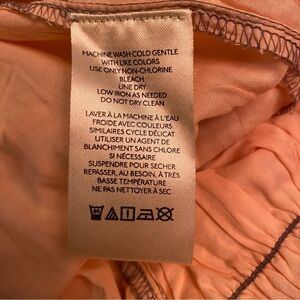 MACHINE WASH COLD GENTLE
WITH LIKE COLORS
USE ONLY NON-CHLORINE
BLEACH
LINE DRY
LOW IRON AS NEEDED
DO NOT DRY CLEAN
LAVER À LA MACHINE À L'EAU
FROIDE AVEC COULEURS
SIMILAIRES CYCLE DÉLICAT
UTILISER UN AGENT DE
BLANCHIMENT SANS CHLORE
SI NÉCESSAIRE
SUSPENDRE POUR SÉCHER
REPASSER, AU BESOIN, À TRÈS
BASSE TEMPÉRATURE
NE PAS NETTOYER À SEC